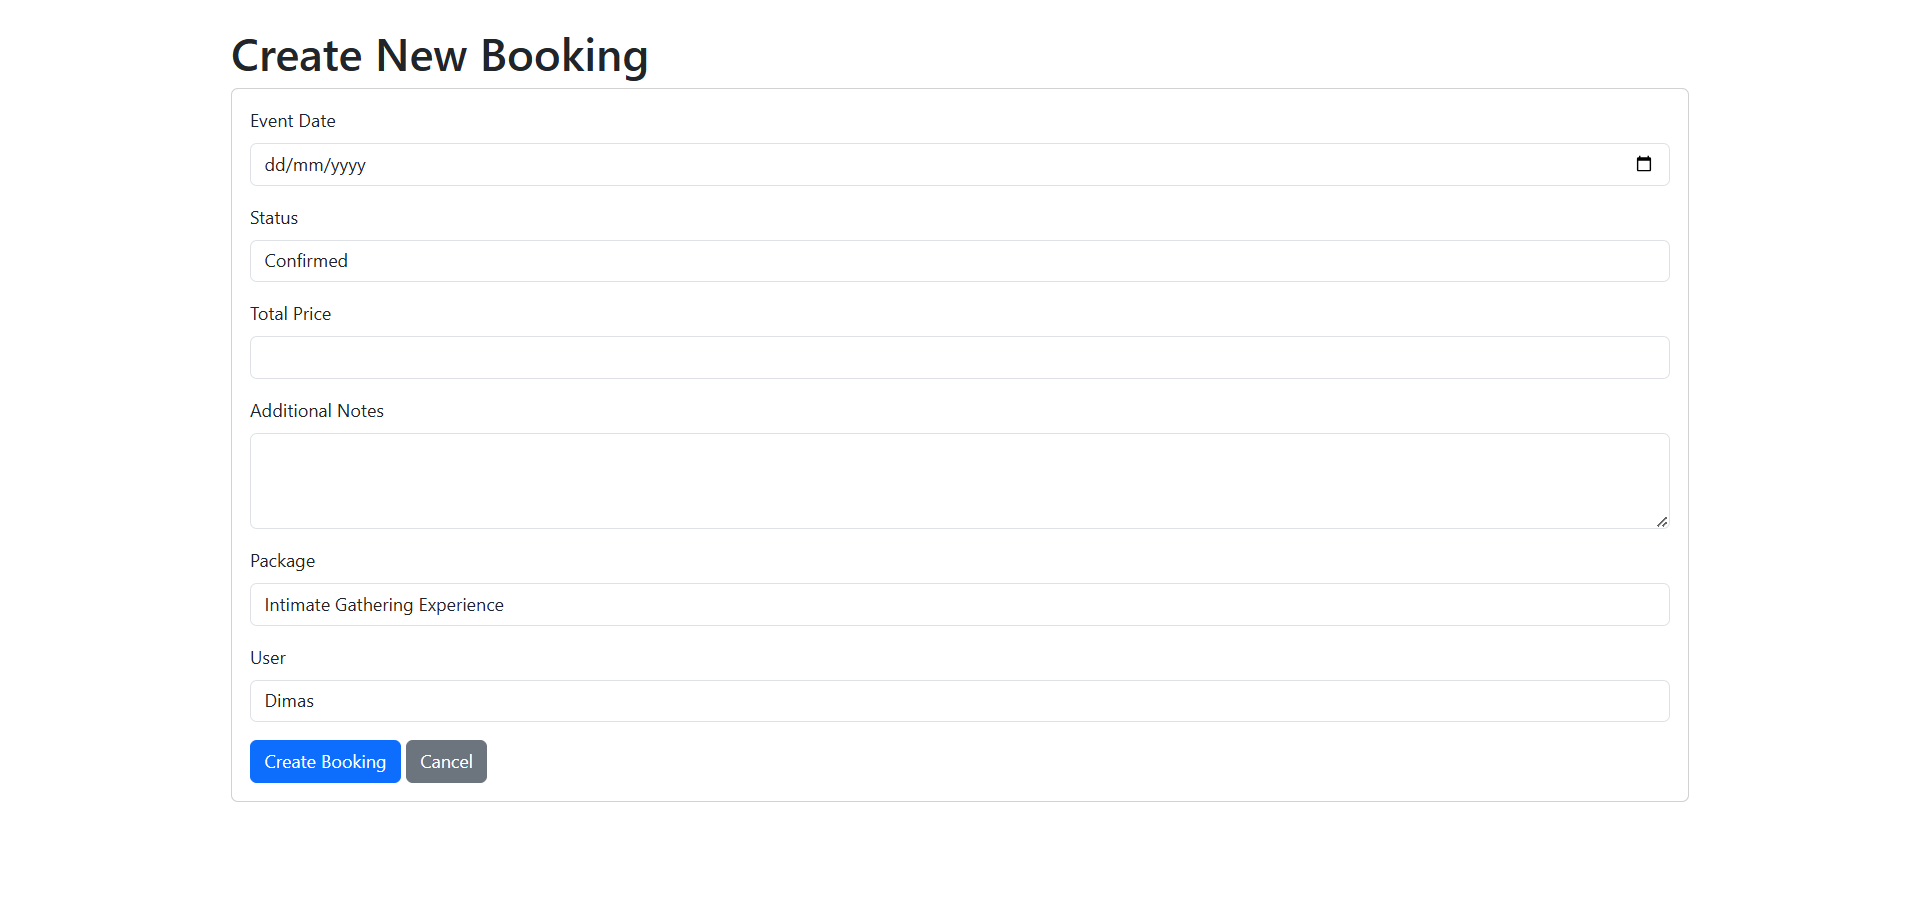 Create New Booking
Event Date
dd/mm/yyyy
Status
Confirmed
Total Price
Additional Notes
Package
Intimate Gathering Experience
User
Dimas
Create Booking Cancel